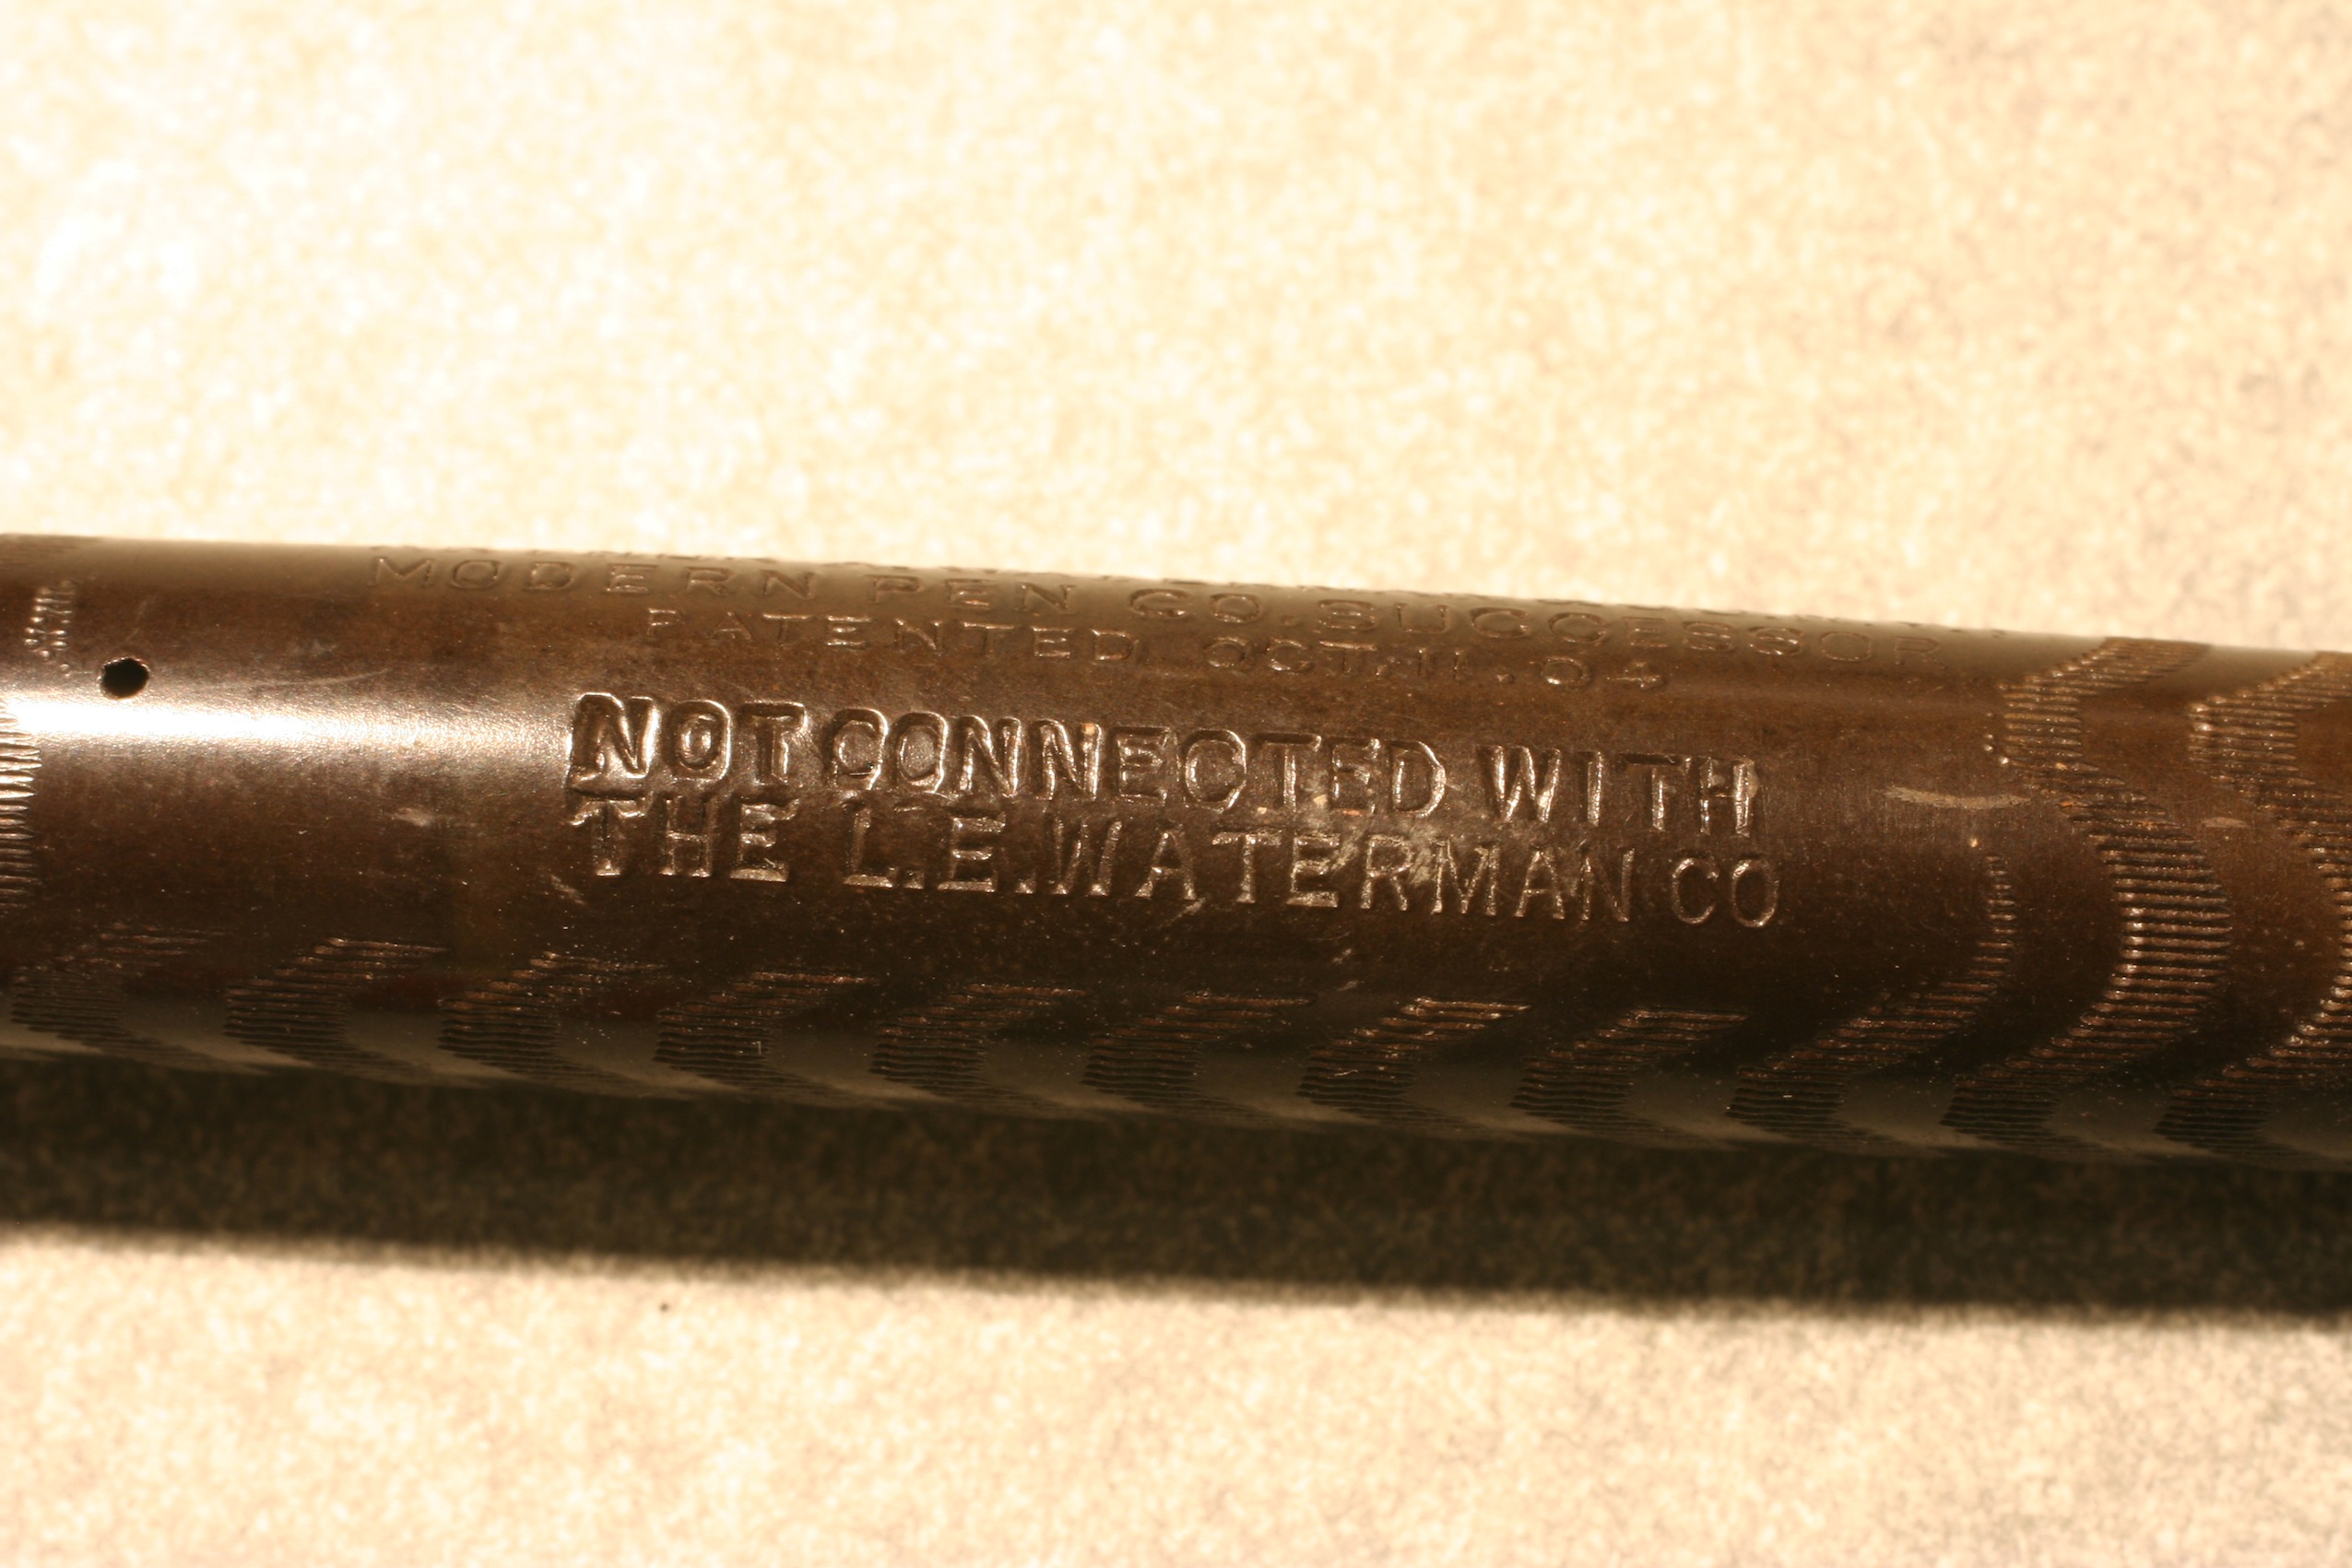 MODERN PEN CO. SUCCESSOR
PATENTED OCT. 11. 04
NOT CONNECTED WITH
THE L.E. WATERMAN CO